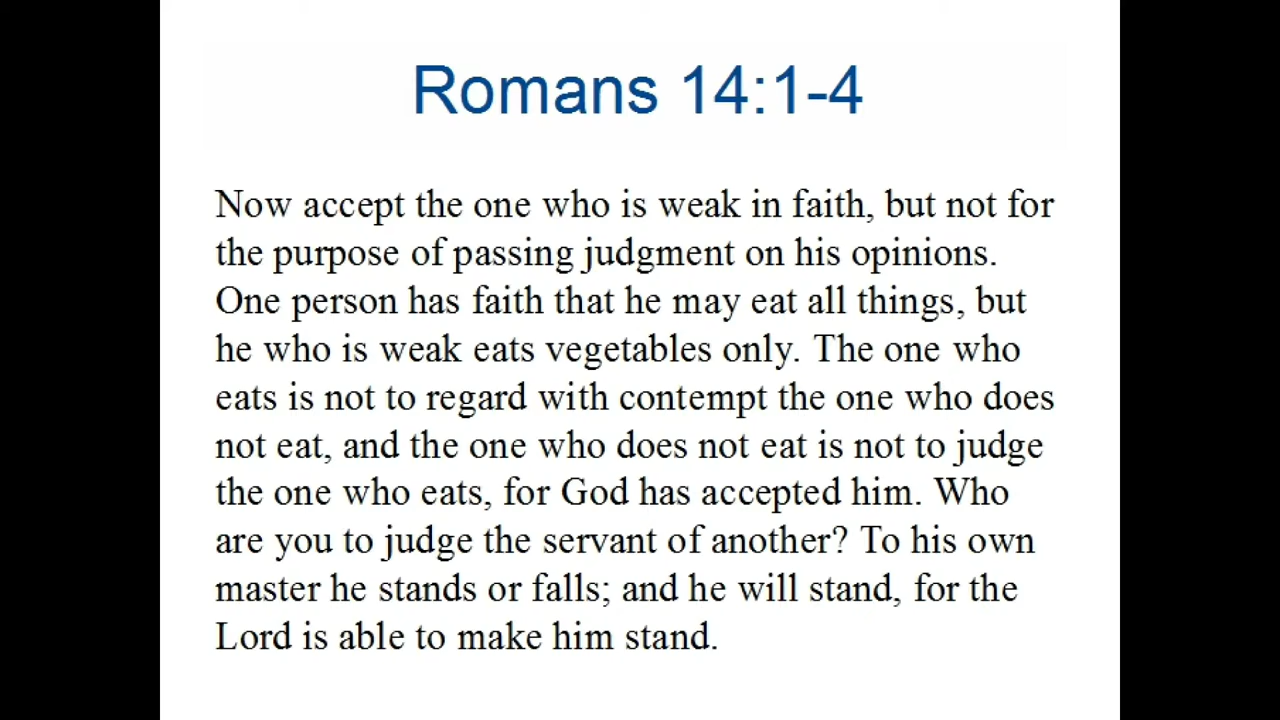 Romans 14:1-4
Now accept the one who is weak in faith, but not for
the purpose of passing judgment on his opinions.
One person has faith that he may eat all things, but
he who is weak eats vegetables only. The one who
eats is not to regard with contempt the one who does
not eat, and the one who does not eat is not to judge
the one who eats, for God has accepted him. Who
are you to judge the servant of another? To his own
master he stands or falls; and he will stand, for the
Lord is able to make him stand.